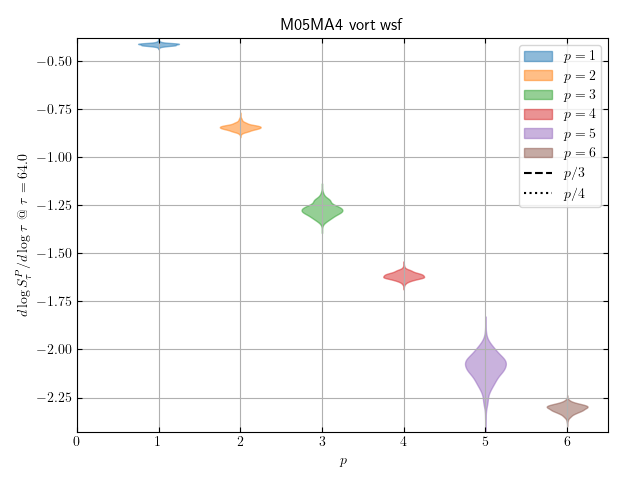 M05MA4 vort wsf
d log S_τ^P / d log τ @ τ = 64.0
−0.50
−0.75
−1.00
−1.25
−1.50
−1.75
−2.00
−2.25
p = 1
p = 2
p = 3
p = 4
p = 5
p = 6
p/3
p/4
0 1 2 3 4 5 6
p